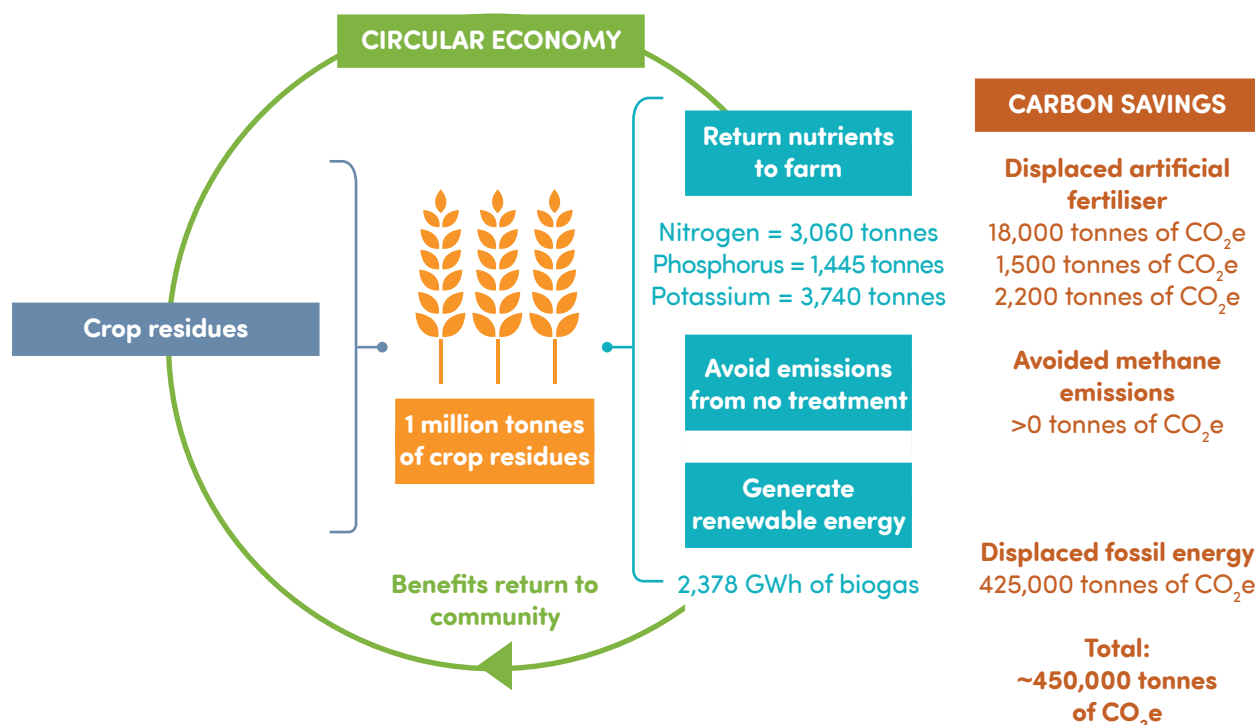 CIRCULAR ECONOMY
Crop residues
1 million tonnes
of crop residues
Return nutrients
to farm
Nitrogen = 3,060 tonnes
Phosphorus = 1,445 tonnes
Potassium = 3,740 tonnes
Avoid emissions
from no treatment
Generate
renewable energy
2,378 GWh of biogas
Benefits return to
community
CARBON SAVINGS
Displaced artificial
fertiliser
18,000 tonnes of CO₂e
1,500 tonnes of CO₂e
2,200 tonnes of CO₂e
Avoided methane
emissions
>0 tonnes of CO₂e
Displaced fossil energy
425,000 tonnes of CO₂e
Total:
~450,000 tonnes
of CO₂e